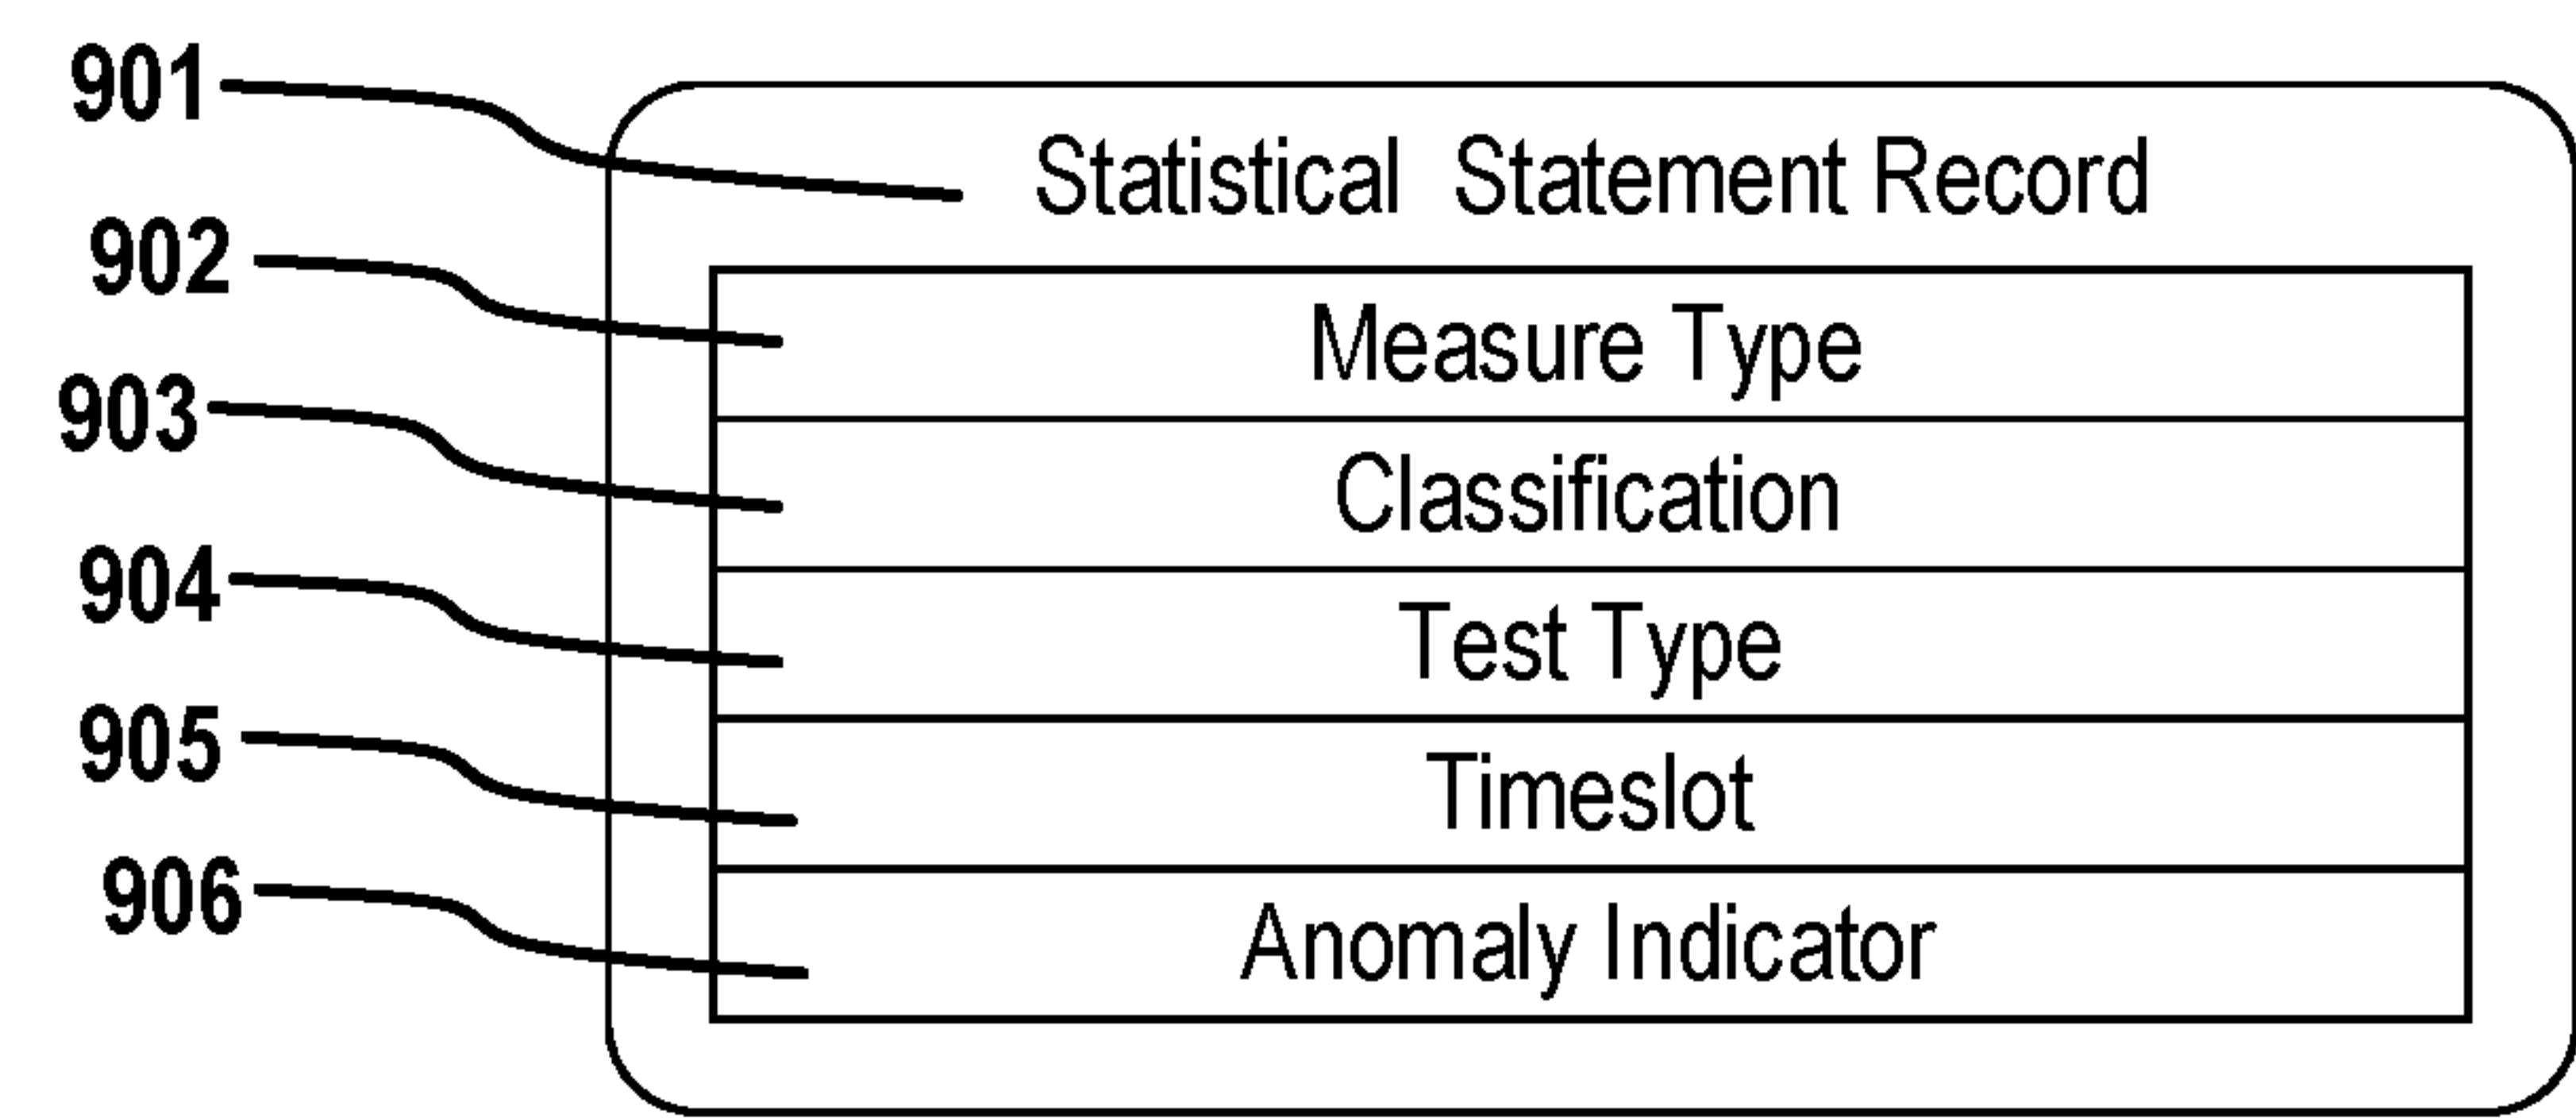 901 Statistical Statement Record
902 Measure Type
903 Classification
904 Test Type
905 Timeslot
906 Anomaly Indicator